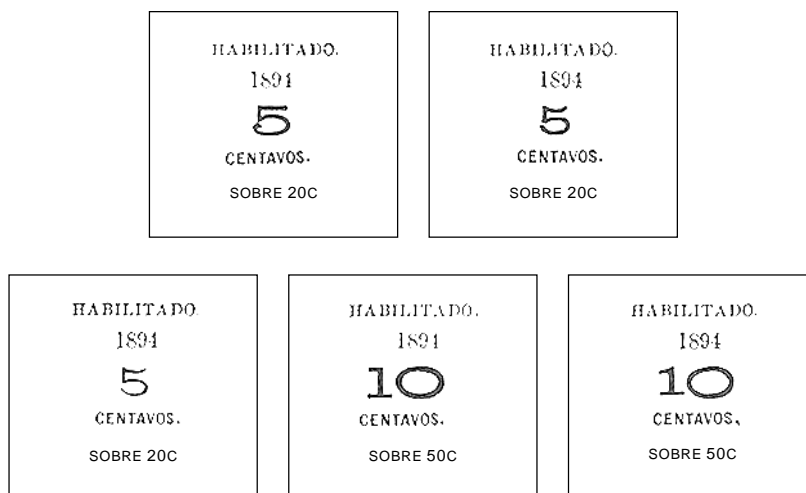 HABILITADO.
1894
5
CENTAVOS.
SOBRE 20C
HABILITADO.
1894
5
CENTAVOS.
SOBRE 20C
HABILITADO.
1894
5
CENTAVOS.
SOBRE 20C
HABILITADO.
1894
10
CENTAVOS.
SOBRE 50C
HABILITADO.
1894
10
CENTAVOS,
SOBRE 50C